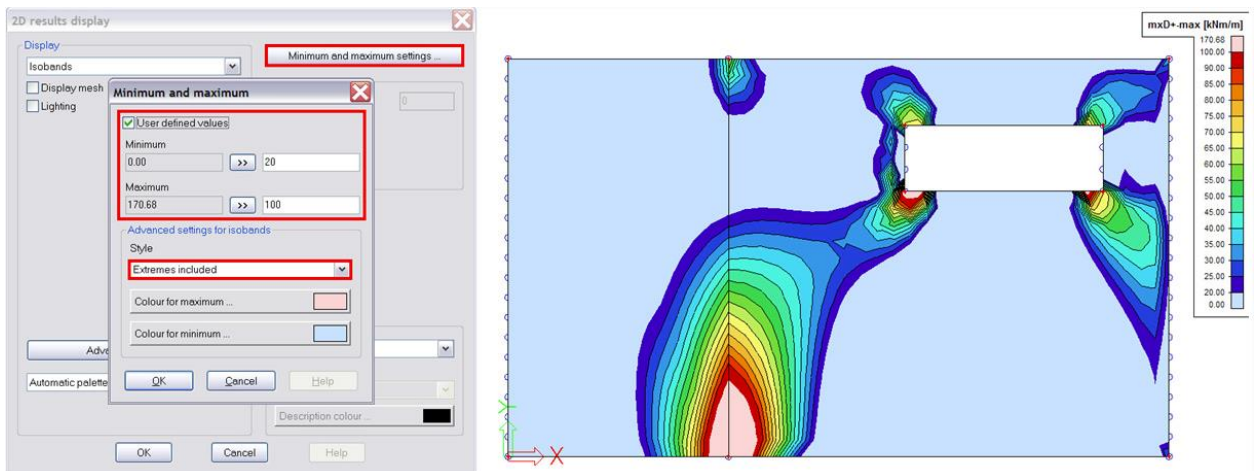 2D results display
Display
Isobands
Minimum and maximum settings ...
Display mesh
Lighting
0
Minimum and maximum
User defined values
Minimum
0.00 >> 20
Maximum
170.68 >> 100
Advanced settings for isobands
Style
Extremes included
Colour for maximum ...
Colour for minimum ...
OK Cancel Help
Adva
Automatic palette
Description colour ...
OK Cancel Help
mxD+-max [kNm/m]
170.68
100.00
90.00
85.00
80.00
75.00
70.00
65.00
60.00
55.00
50.00
45.00
40.00
35.00
30.00
25.00
20.00
0.00
Y
X